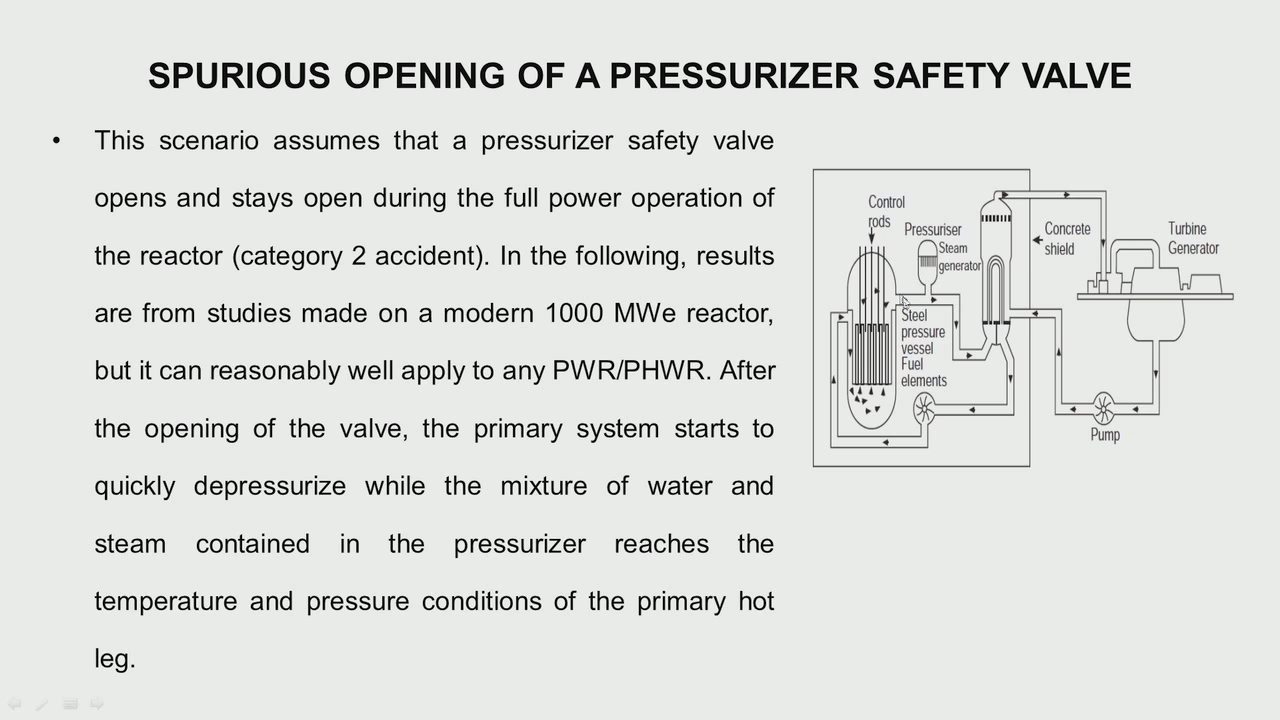 SPURIOUS OPENING OF A PRESSURIZER SAFETY VALVE
• This scenario assumes that a pressurizer safety valve
opens and stays open during the full power operation of
the reactor (category 2 accident). In the following, results
are from studies made on a modern 1000 MWe reactor,
but it can reasonably well apply to any PWR/PHWR. After
the opening of the valve, the primary system starts to
quickly depressurize while the mixture of water and
steam contained in the pressurizer reaches the
temperature and pressure conditions of the primary hot
leg.
Control
rods
Pressuriser
Steam
generator
Concrete
shield
Turbine
Generator
Steel
pressure
vessel
Fuel
elements
Pump